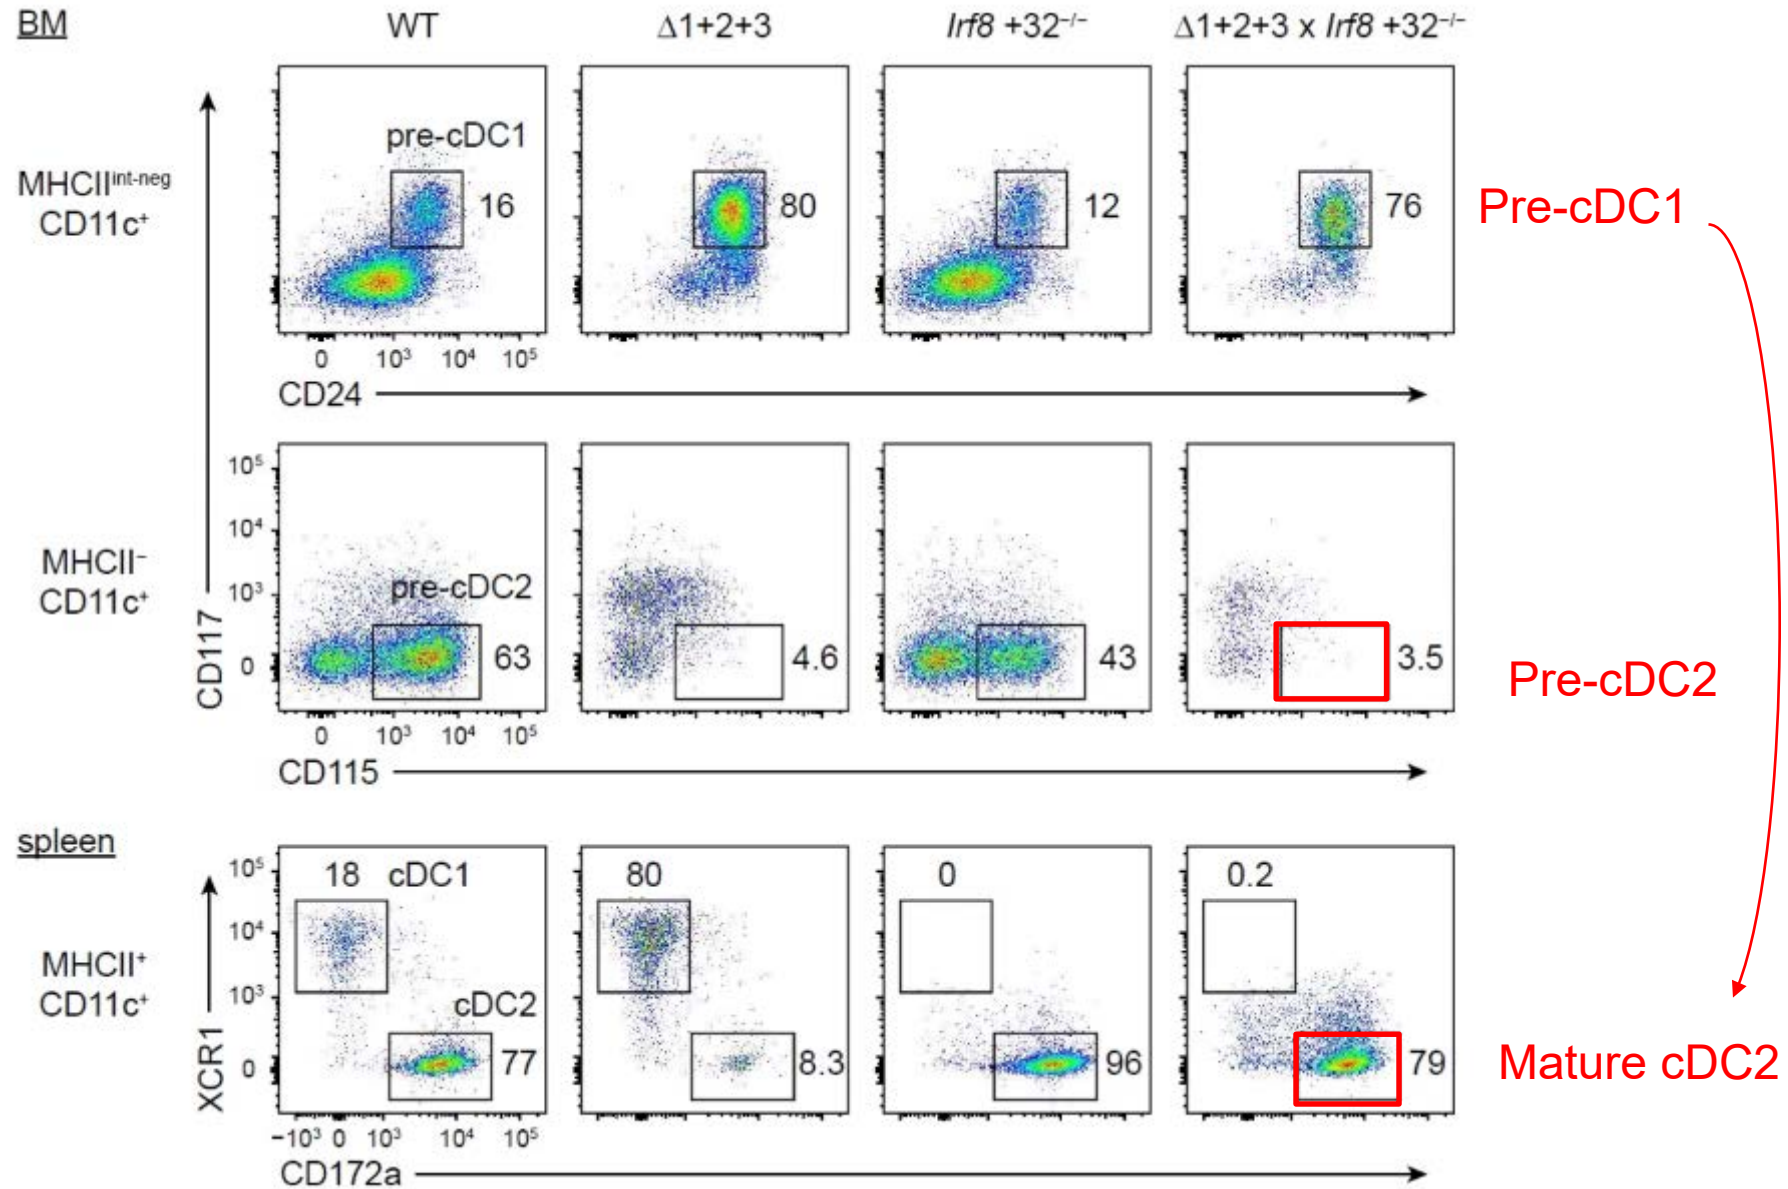 BM
WT
Δ1+2+3
Irf8 +32⁻/⁻
Δ1+2+3 x Irf8 +32⁻/⁻
MHCII^int-neg
CD11c⁺
pre-cDC1
16
80
12
76
Pre-cDC1
0 10³ 10⁴ 10⁵
CD24
MHCII⁻
CD11c⁺
CD117
10⁵
10⁴
10³
0
pre-cDC2
63
4.6
43
3.5
Pre-cDC2
0 10³ 10⁴ 10⁵
CD115
spleen
MHCII⁺
CD11c⁺
XCR1
10⁵
10⁴
10³
0
18 cDC1
80
0
0.2
cDC2
77
8.3
96
79
Mature cDC2
−10³ 0 10³ 10⁴ 10⁵
CD172a